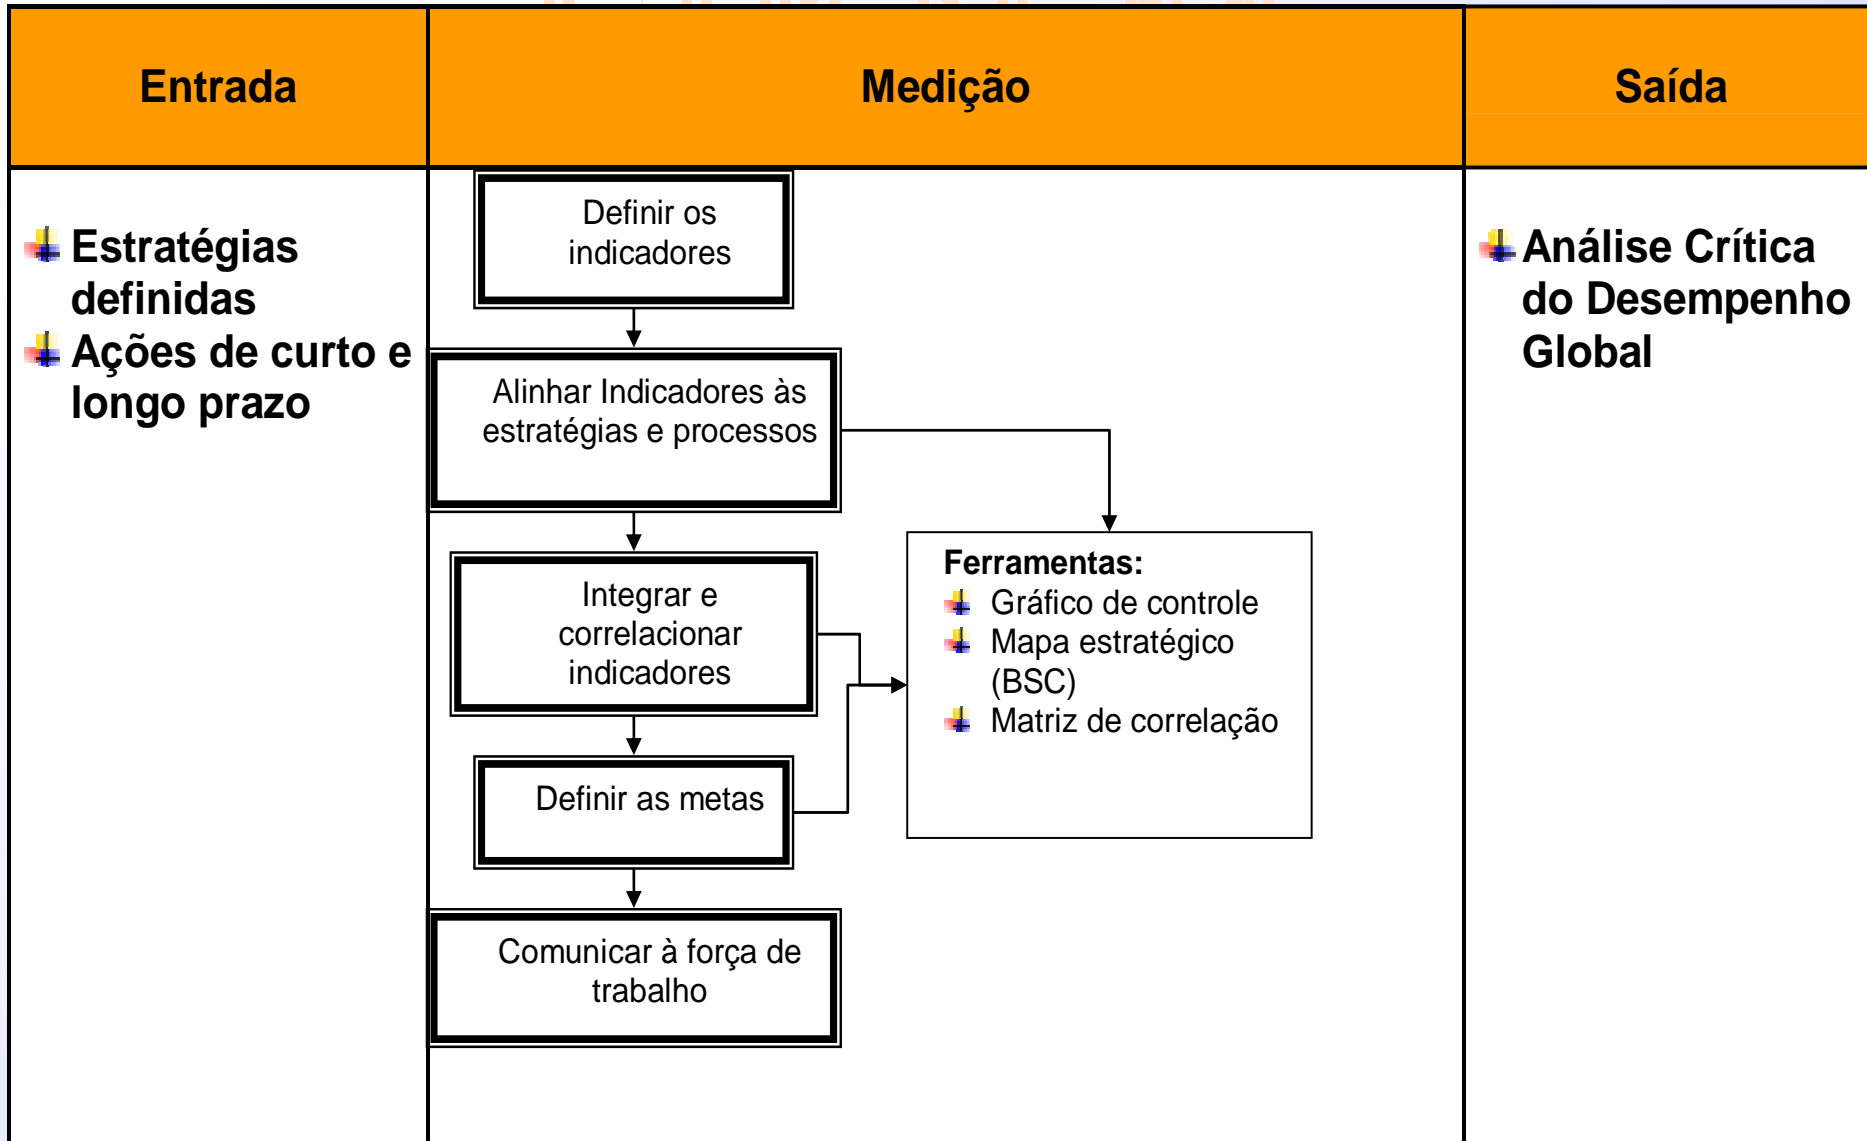 Entrada
Medição
Saída
Estratégias
definidas
Ações de curto e
longo prazo
Definir os
indicadores
Alinhar Indicadores às
estratégias e processos
Integrar e
correlacionar
indicadores
Definir as metas
Comunicar à força de
trabalho
Ferramentas:
Gráfico de controle
Mapa estratégico
(BSC)
Matriz de correlação
Análise Crítica
do Desempenho
Global